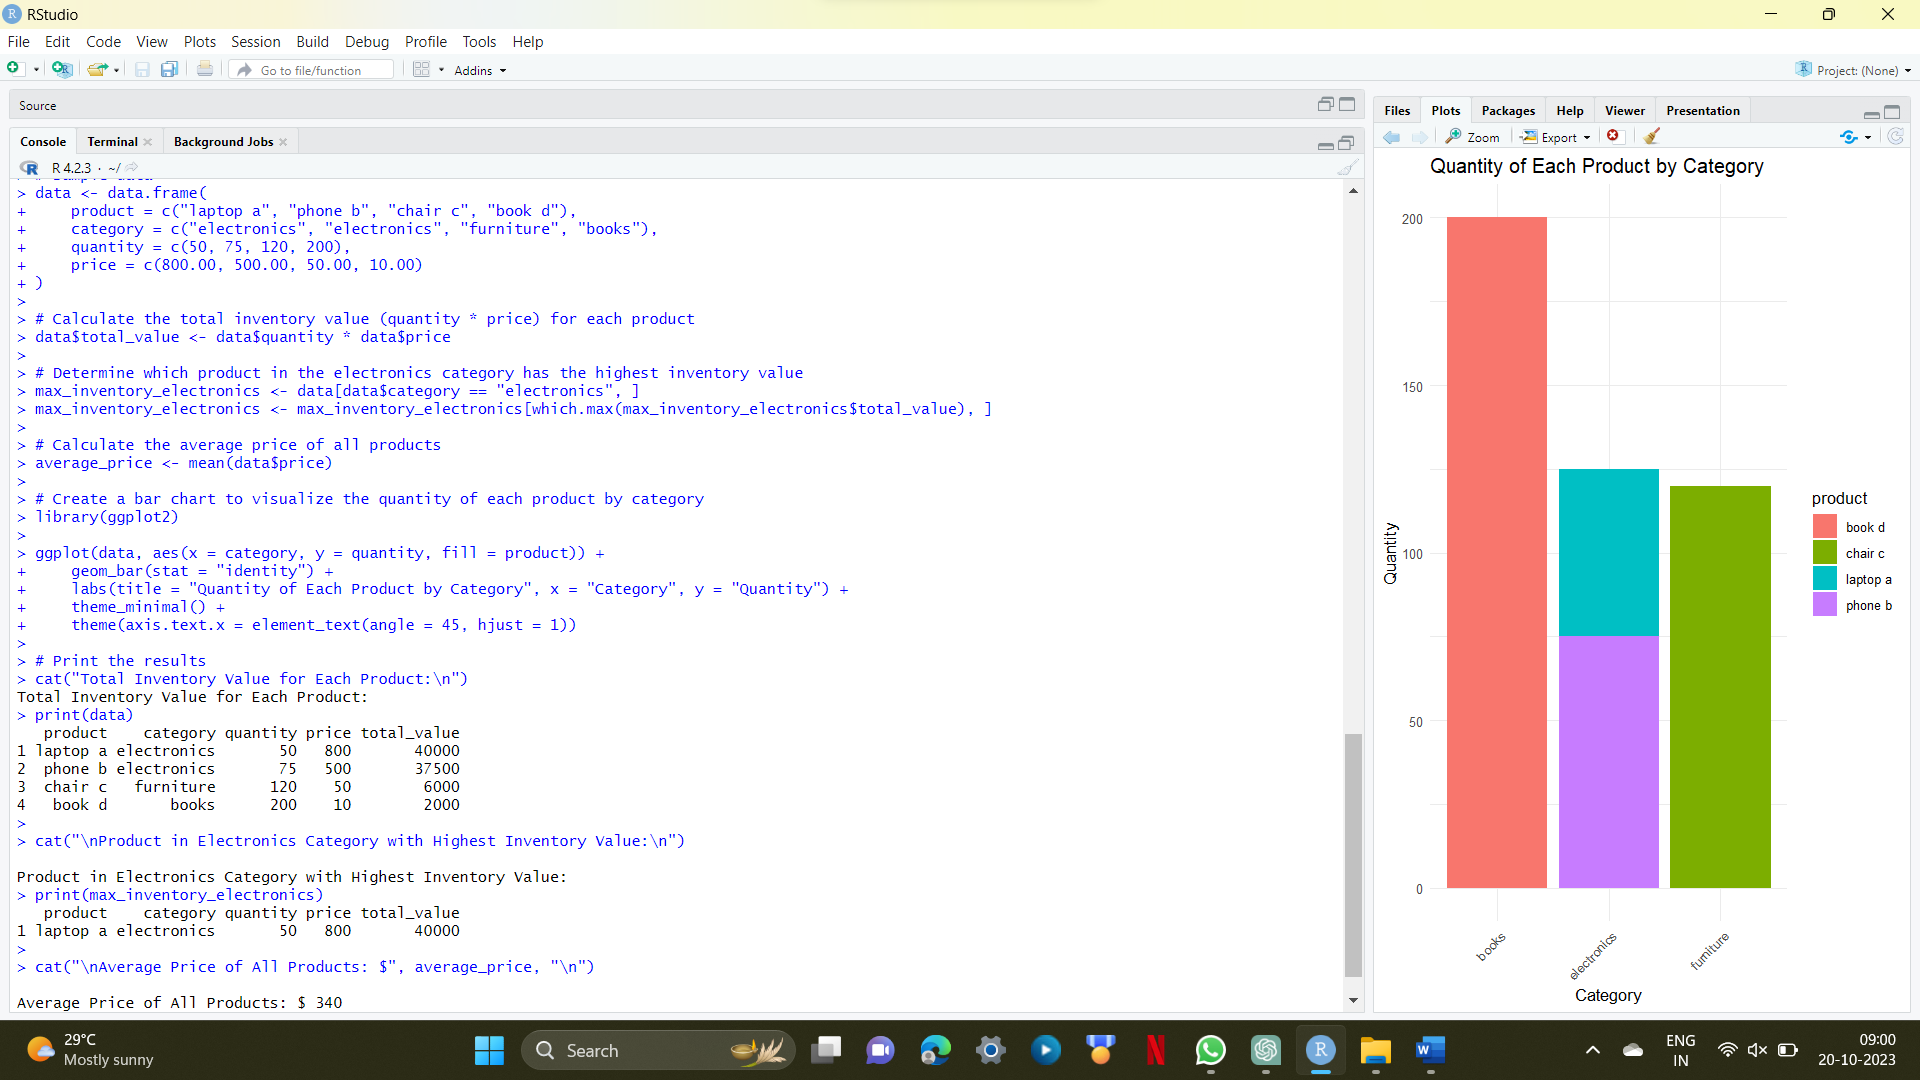 RStudio
File Edit Code View Plots Session Build Debug Profile Tools Help
Go to file/function Addins Project: (None)
Source
Console Terminal Background Jobs
R 4.2.3 · ~/
> data <- data.frame(
+     product = c("laptop a", "phone b", "chair c", "book d"),
+     category = c("electronics", "electronics", "furniture", "books"),
+     quantity = c(50, 75, 120, 200),
+     price = c(800.00, 500.00, 50.00, 10.00)
+ )
>
> # Calculate the total inventory value (quantity * price) for each product
> data$total_value <- data$quantity * data$price
>
> # Determine which product in the electronics category has the highest inventory value
> max_inventory_electronics <- data[data$category == "electronics", ]
> max_inventory_electronics <- max_inventory_electronics[which.max(max_inventory_electronics$total_value), ]
>
> # Calculate the average price of all products
> average_price <- mean(data$price)
>
> # Create a bar chart to visualize the quantity of each product by category
> library(ggplot2)
>
> ggplot(data, aes(x = category, y = quantity, fill = product)) +
+     geom_bar(stat = "identity") +
+     labs(title = "Quantity of Each Product by Category", x = "Category", y = "Quantity") +
+     theme_minimal() +
+     theme(axis.text.x = element_text(angle = 45, hjust = 1))
>
> # Print the results
> cat("Total Inventory Value for Each Product:\n")
Total Inventory Value for Each Product:
> print(data)
   product    category quantity price total_value
1 laptop a electronics       50   800       40000
2  phone b electronics       75   500       37500
3  chair c   furniture      120    50        6000
4   book d       books      200    10        2000
>
> cat("\nProduct in Electronics Category with Highest Inventory Value:\n")
Product in Electronics Category with Highest Inventory Value:
> print(max_inventory_electronics)
   product    category quantity price total_value
1 laptop a electronics       50   800       40000
>
> cat("\nAverage Price of All Products: $", average_price, "\n")
Average Price of All Products: $ 340
Files Plots Packages Help Viewer Presentation
Zoom Export
Quantity of Each Product by Category
200
150
100
50
0
Quantity
books
electronics
furniture
Category
product
book d
chair c
laptop a
phone b
29°C
Mostly sunny
Search
ENG
IN
09:00
20-10-2023